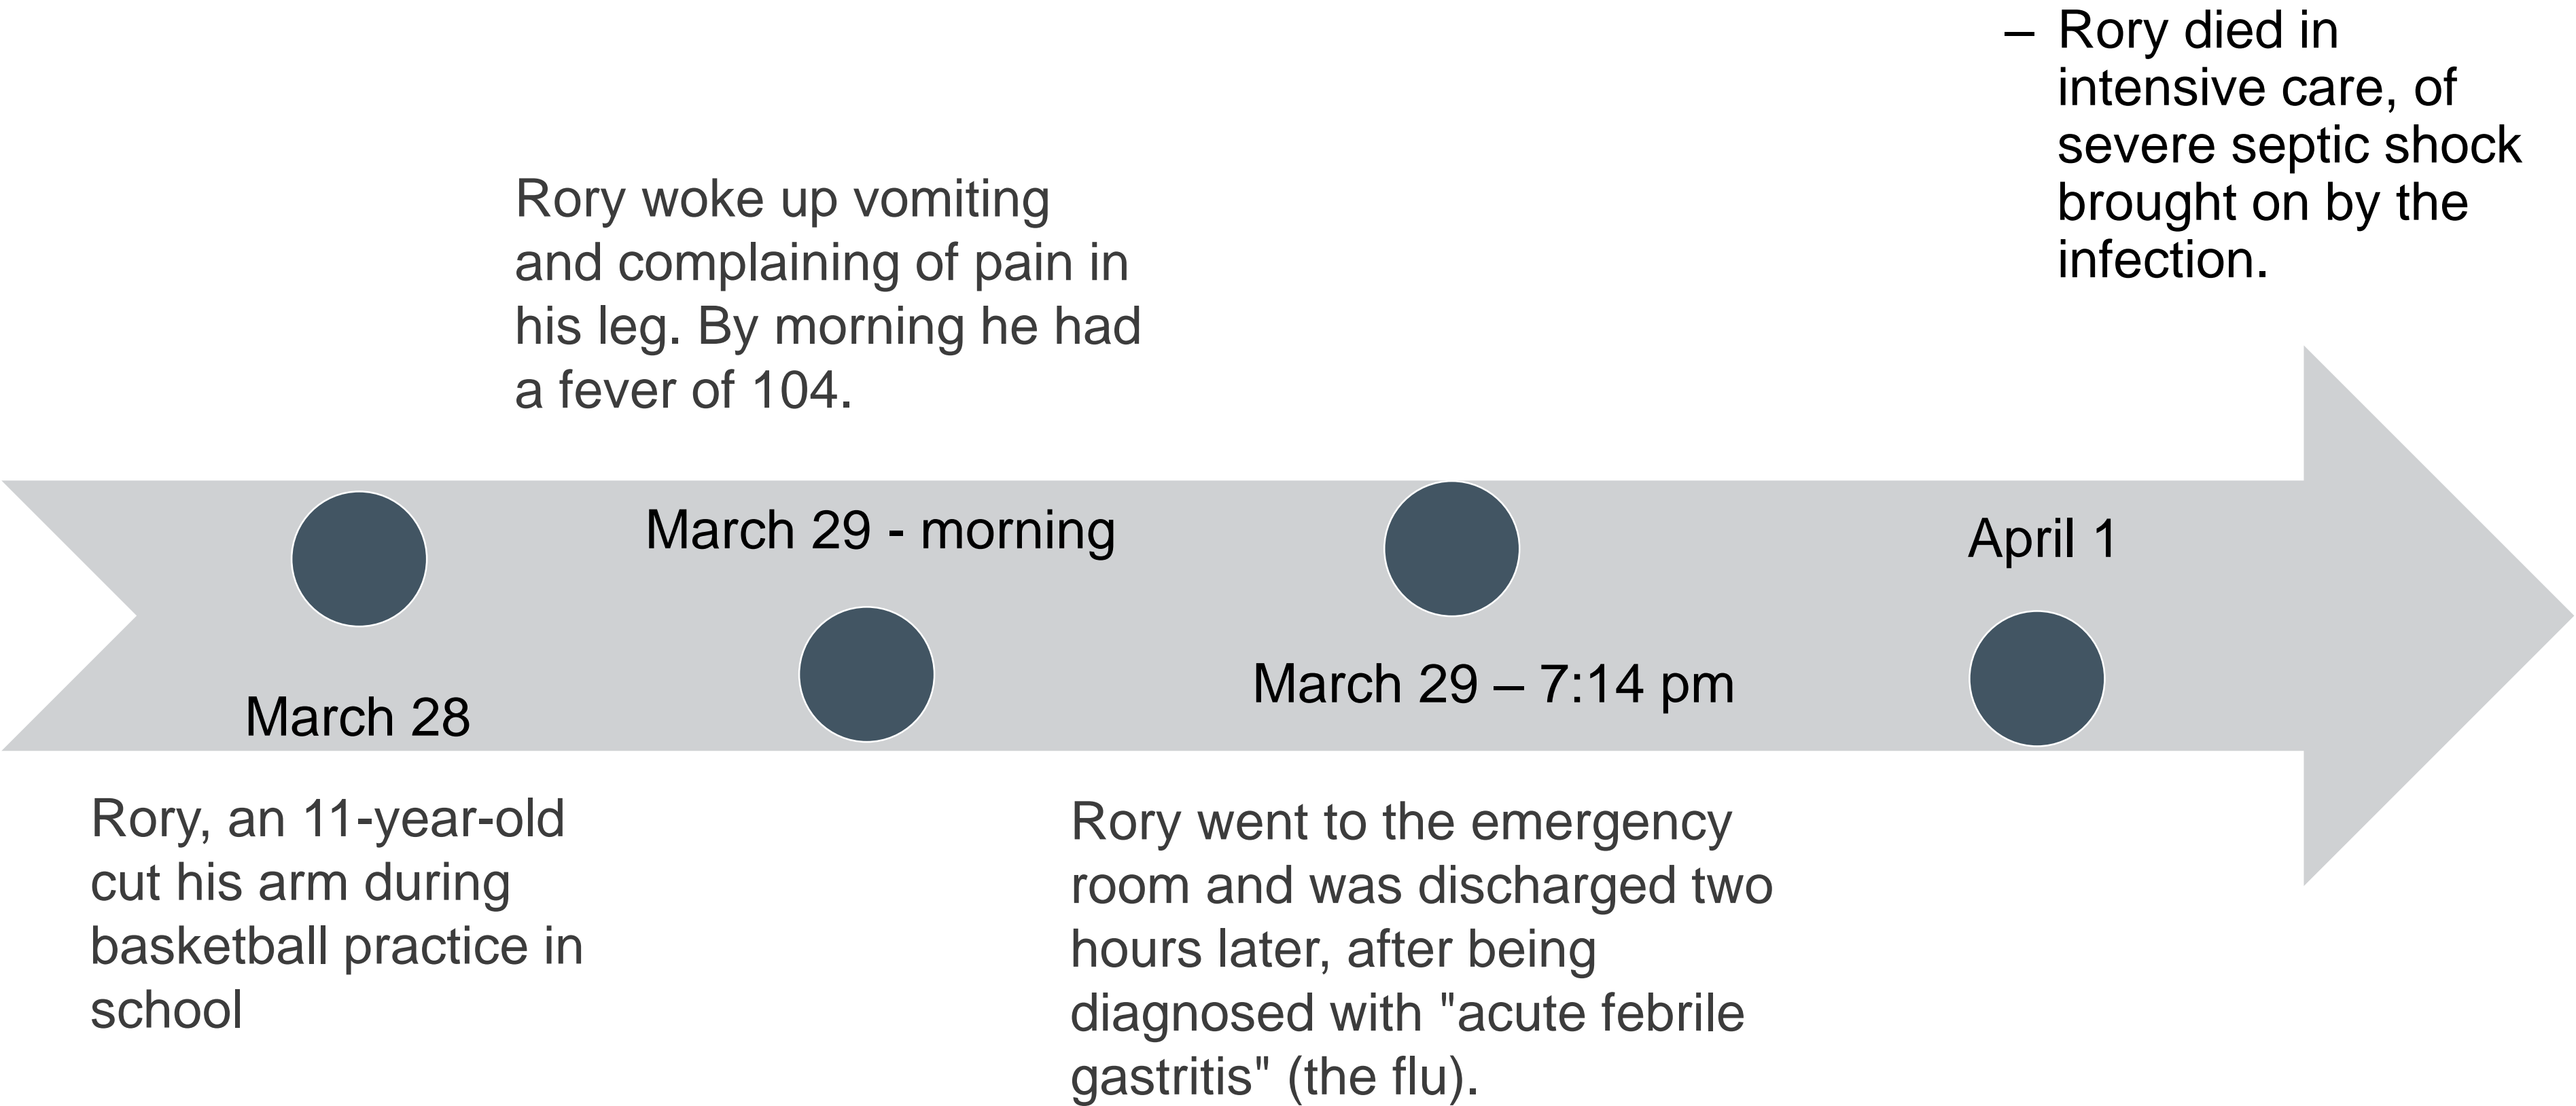 March 28
Rory, an 11-year-old
cut his arm during
basketball practice in
school
Rory woke up vomiting
and complaining of pain in
his leg. By morning he had
a fever of 104.
March 29 - morning
March 29 – 7:14 pm
Rory went to the emergency
room and was discharged two
hours later, after being
diagnosed with "acute febrile
gastritis" (the flu).
– Rory died in
intensive care, of
severe septic shock
brought on by the
infection.
April 1